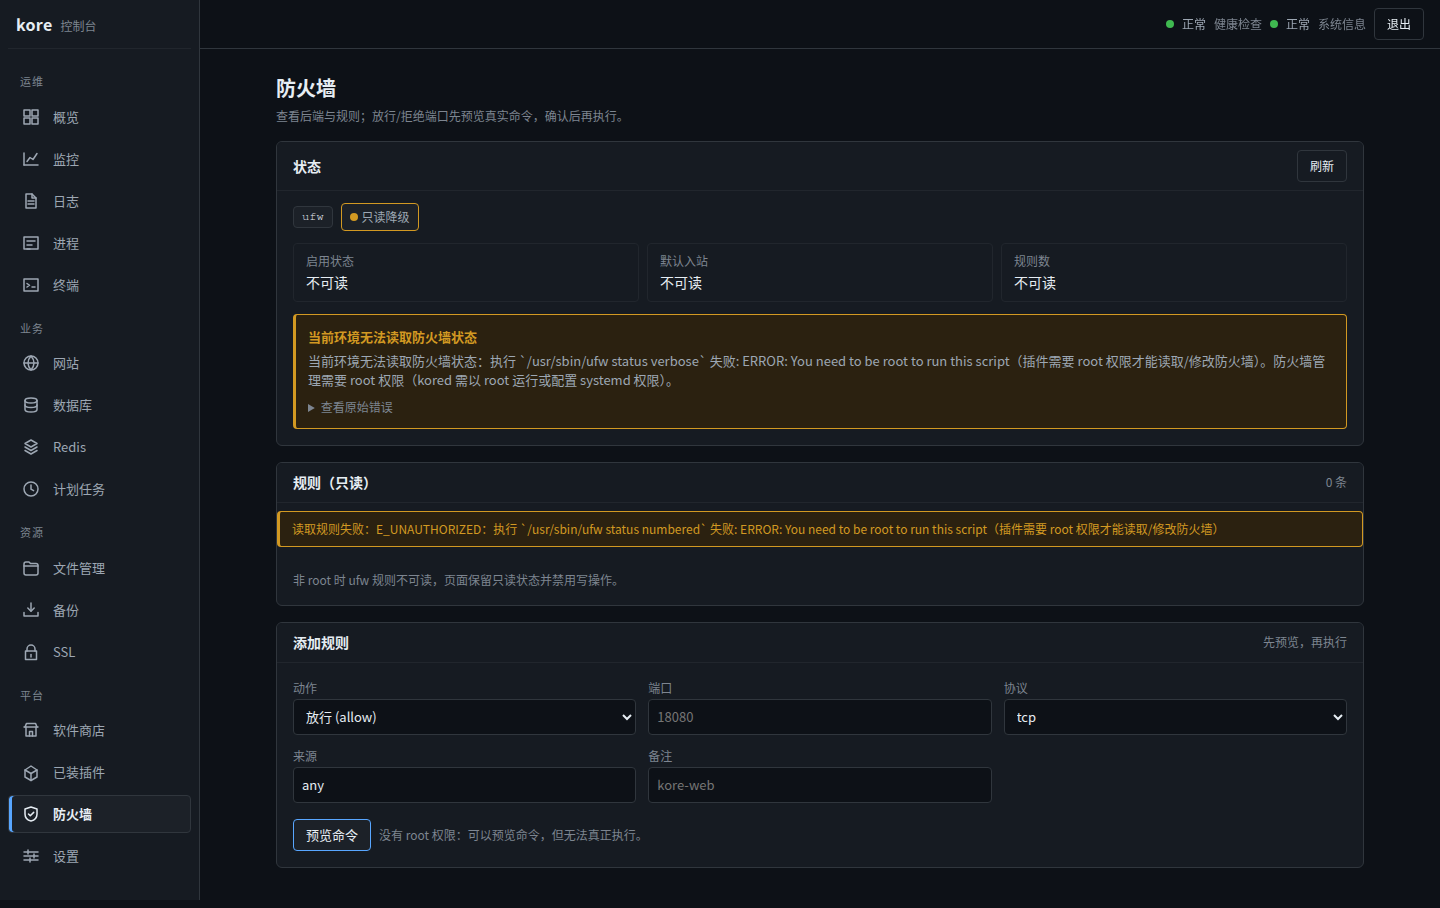 kore 控制台
正常 健康检查 正常 系统信息 退出
运维
概览
监控
日志
进程
终端
业务
网站
数据库
Redis
计划任务
资源
文件管理
备份
SSL
平台
软件商店
已装插件
防火墙
设置
防火墙
查看后端与规则；放行/拒绝端口先预览真实命令，确认后再执行。
状态 刷新
ufw 只读降级
启用状态 默认入站 规则数
不可读 不可读 不可读
当前环境无法读取防火墙状态
当前环境无法读取防火墙状态：执行 `/usr/sbin/ufw status verbose` 失败: ERROR: You need to be root to run this script（插件需要 root 权限才能读取/修改防火墙）。防火墙管
理需要 root 权限（kored 需以 root 运行或配置 systemd 权限）。
查看原始错误
规则（只读） 0 条
读取规则失败：E_UNAUTHORIZED：执行 `/usr/sbin/ufw status numbered` 失败: ERROR: You need to be root to run this script（插件需要 root 权限才能读取/修改防火墙）
非 root 时 ufw 规则不可读，页面保留只读状态并禁用写操作。
添加规则 先预览，再执行
动作 端口 协议
放行 (allow) 18080 tcp
来源 备注
any kore-web
预览命令 没有 root 权限：可以预览命令，但无法真正执行。